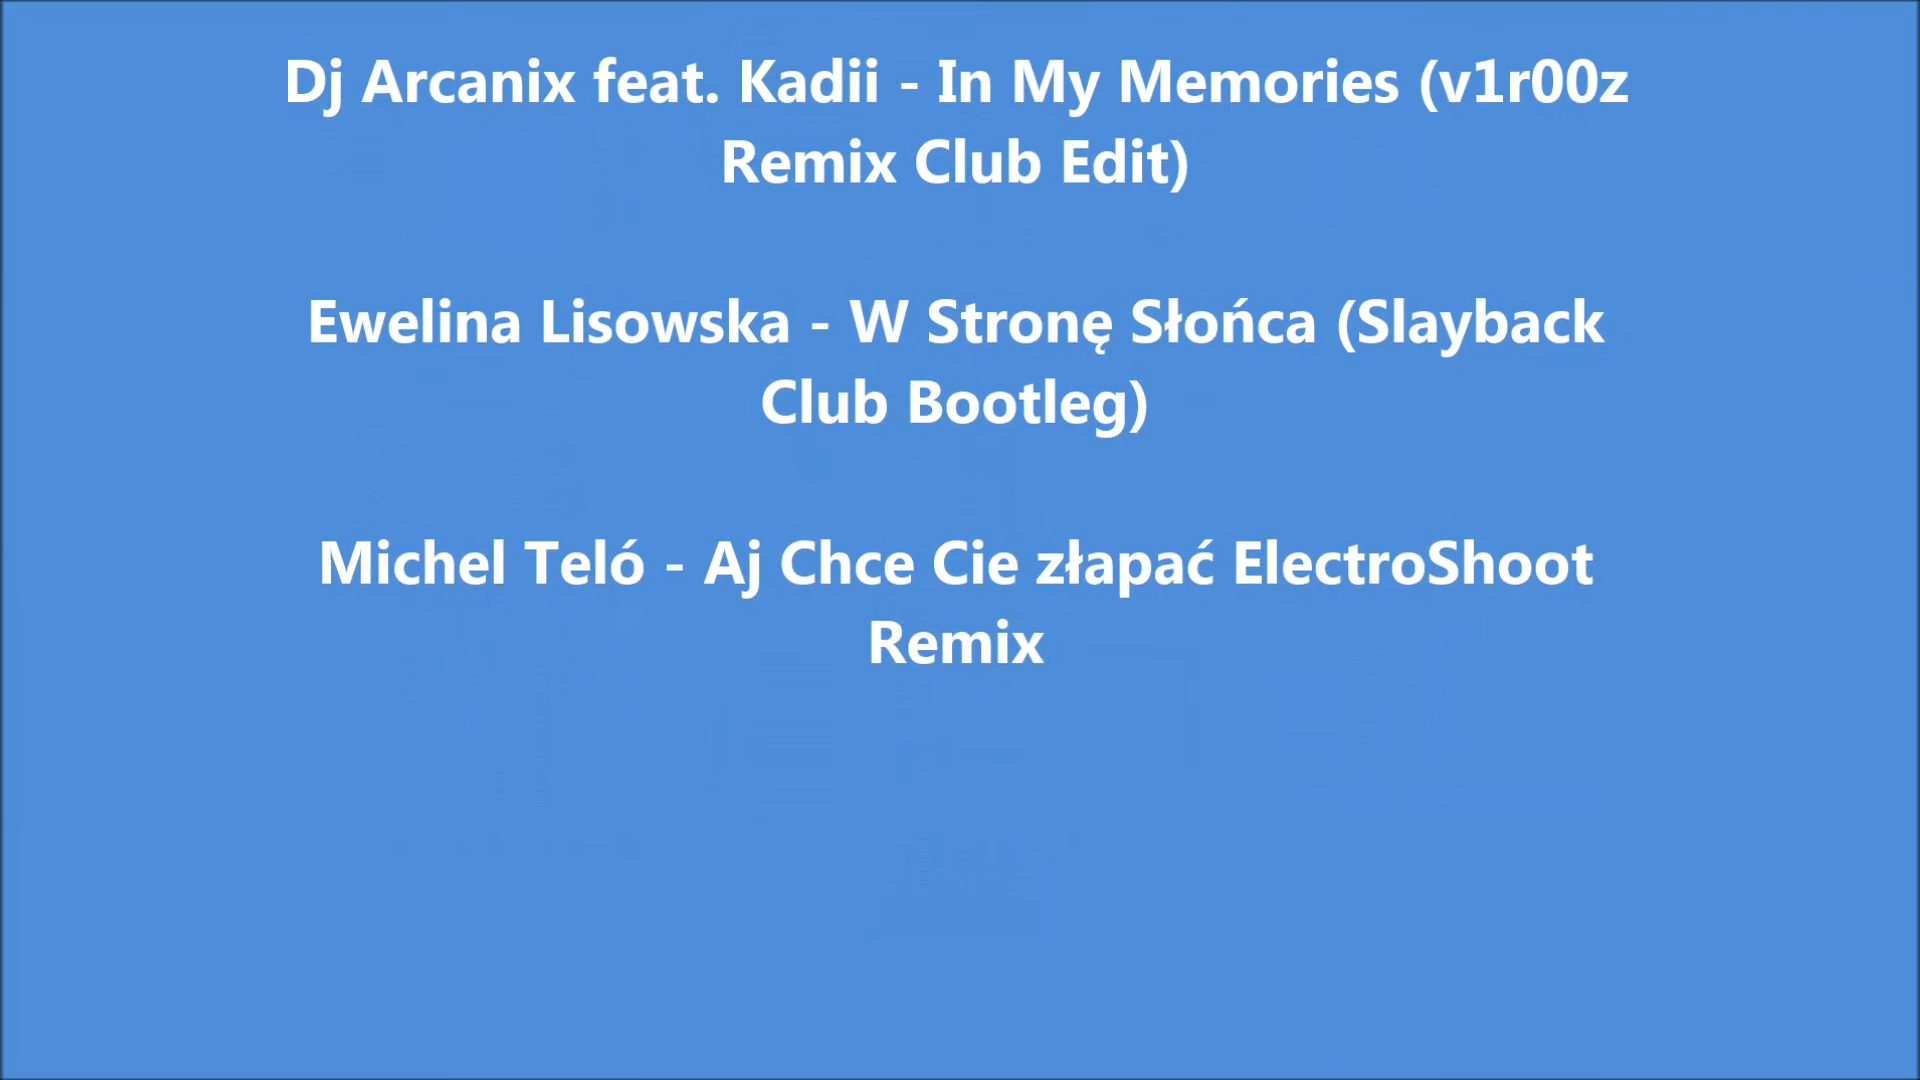 Dj Arcanix feat. Kadii - In My Memories (v1r00z
Remix Club Edit)
Ewelina Lisowska - W Stronę Słońca (Slayback
Club Bootleg)
Michel Teló - Aj Chce Cie złapać ElectroShoot
Remix